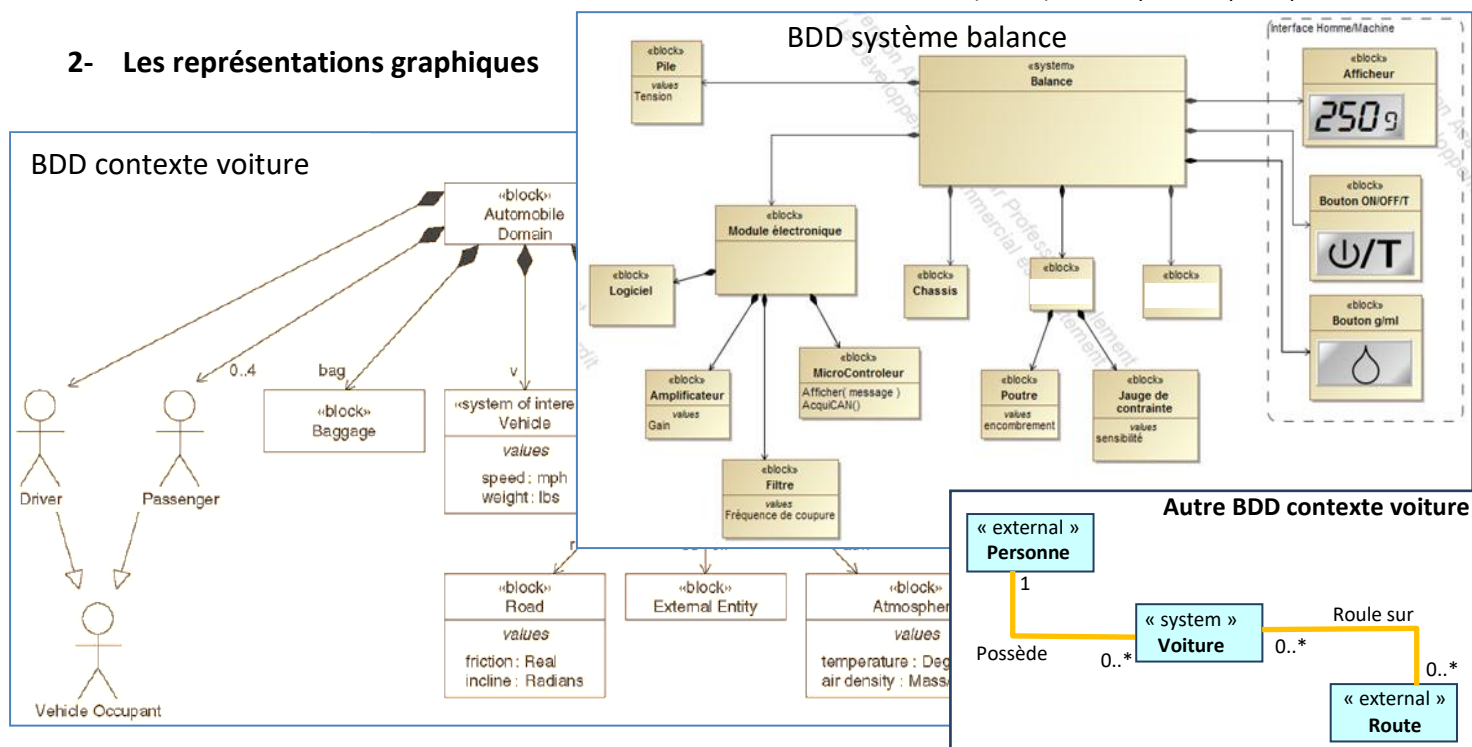 2- Les représentations graphiques
BDD contexte voiture
«block»
Automobile
Domain
0..4
bag
v
«block»
Baggage
Vehicle
values
speed : mph
weight : lbs
Driver
Passenger
Vehicle Occupant
«block»
Road
values
friction : Real
incline : Radians
«block»
External Entity
«block»
values
BDD système balance
«block»
Pile
values
Tension
«system»
Balance
Interface Homme/Machine
«block»
Afficheur
250g
«block»
Bouton ON/OFF/T
/T
«block»
Bouton g/ml
«block»
Module électronique
«block»
Logiciel
«block»
Chassis
«block»
«block»
«block»
Amplificateur
values
Gain
«block»
MicroControleur
Afficher( message )
AcquiCAN()
«block»
Poutre
values
encombrement
«block»
Jauge de
contrainte
values
sensibilité
«block»
Filtre
values
Fréquence de coupure
Autre BDD contexte voiture
« external »
Personne
1
Possède
0..*
« system »
Voiture
0..*
Roule sur
0..*
« external »
Route